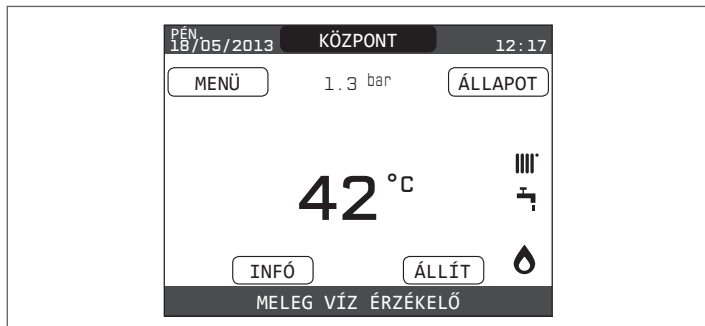 PÉN.
18/05/2013 KÖZPONT 12:17
MENÜ 1.3 bar ÁLLAPOT
42 °C
INFÓ ÁLLÍT
MELEG VÍZ ÉRZÉKELŐ